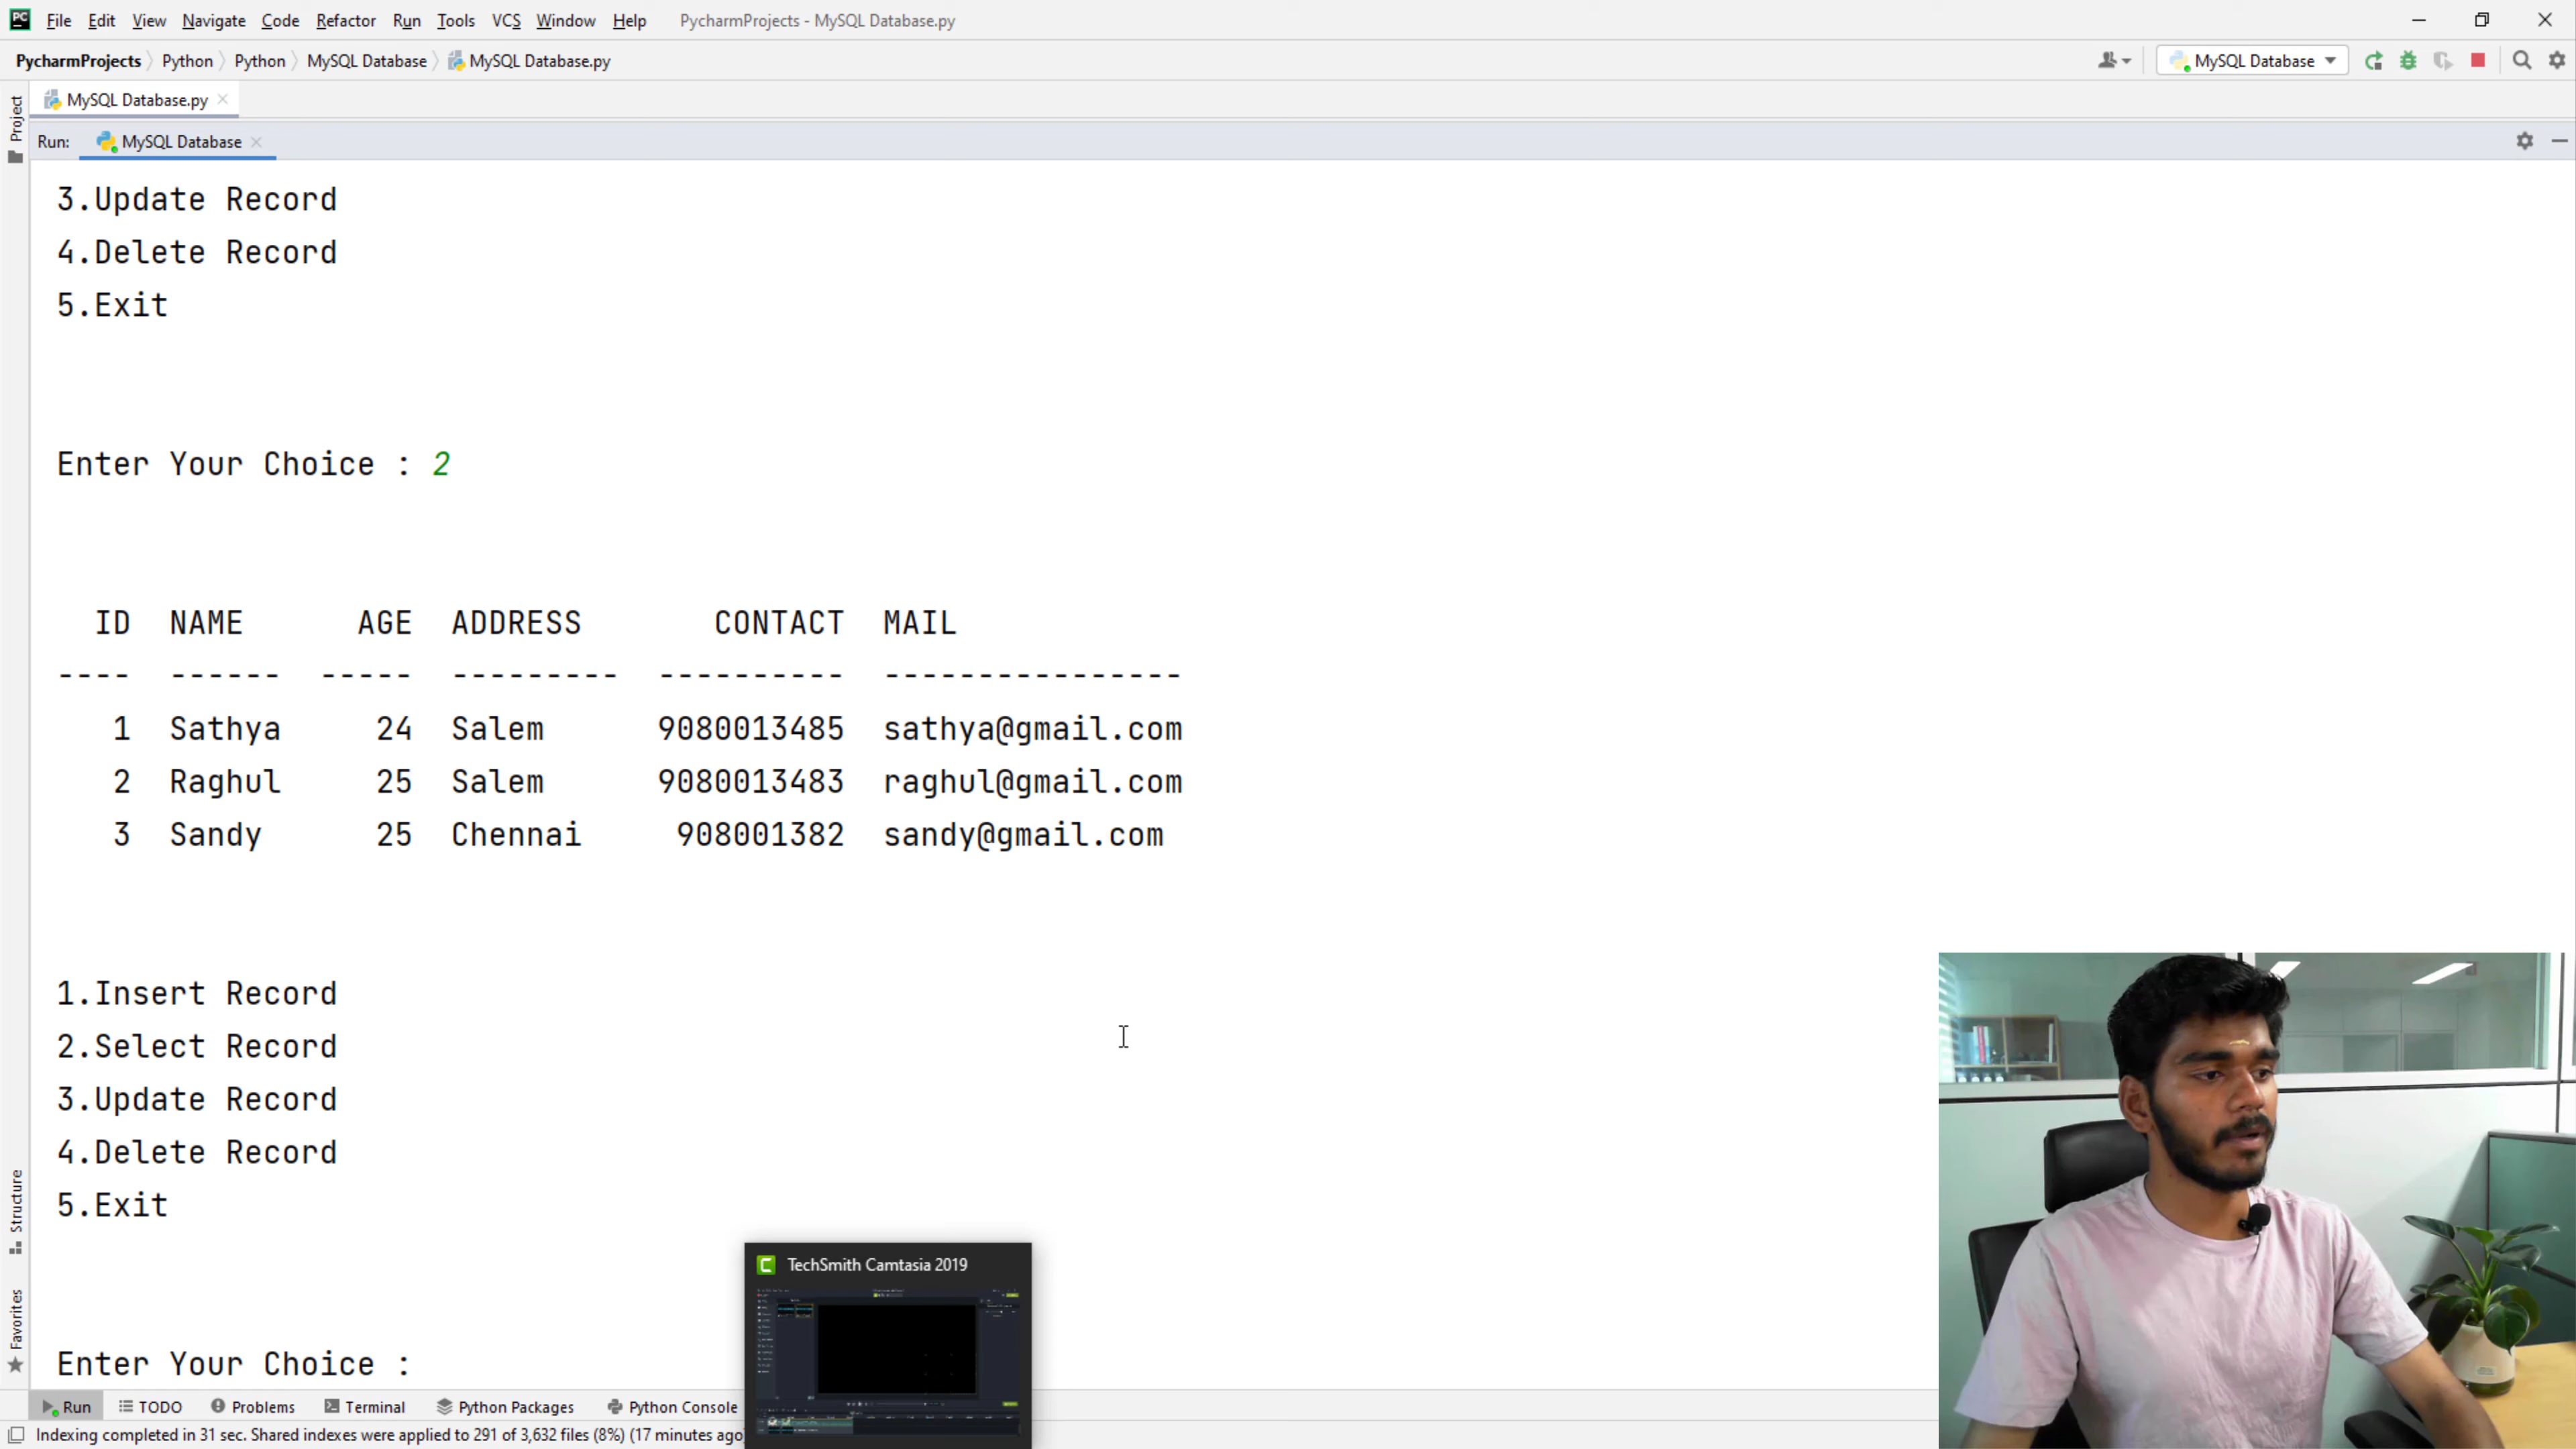 File Edit View Navigate Code Refactor Run Tools VCS Window Help PycharmProjects - MySQL Database.py
PycharmProjects Python Python MySQL Database MySQL Database.py MySQL Database
MySQL Database.py
Project
Run: MySQL Database
3.Update Record
4.Delete Record
5.Exit
Enter Your Choice : 2
ID NAME AGE ADDRESS CONTACT MAIL
---- ------ ----- --------- ---------- ----------------
1 Sathya 24 Salem 9080013485 sathya@gmail.com
2 Raghul 25 Salem 9080013483 raghul@gmail.com
3 Sandy 25 Chennai 908001382 sandy@gmail.com
1.Insert Record
2.Select Record
3.Update Record
4.Delete Record
5.Exit
Structure
Favorites
TechSmith Camtasia 2019
Enter Your Choice :
Run TODO Problems Terminal Python Packages Python Console
Indexing completed in 31 sec. Shared indexes were applied to 291 of 3,632 files (8%) (17 minutes ago